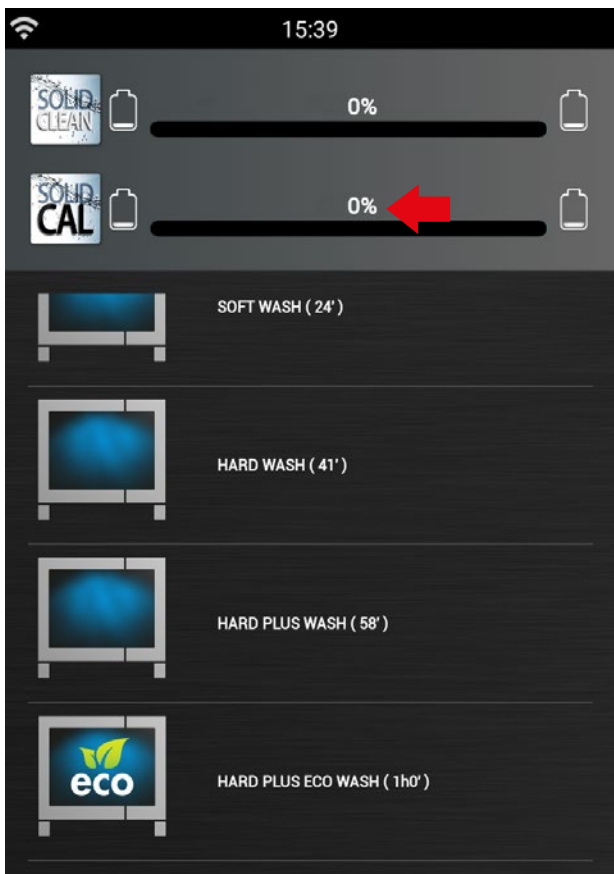 15:39
SOLID
CLEAN
0%
SOLID
CAL
0%
SOFT WASH ( 24' )
HARD WASH ( 41' )
HARD PLUS WASH ( 58' )
eco
HARD PLUS ECO WASH ( 1h0' )